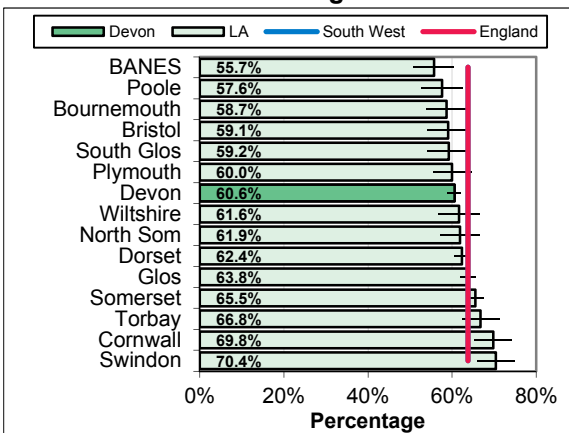 Devon LA South West England
BANES 55.7%
Poole 57.6%
Bournemouth 58.7%
Bristol 59.1%
South Glos 59.2%
Plymouth 60.0%
Devon 60.6%
Wiltshire 61.6%
North Som 61.9%
Dorset 62.4%
Glos 63.8%
Somerset 65.5%
Torbay 66.8%
Cornwall 69.8%
Swindon 70.4%
0% 20% 40% 60% 80%
Percentage